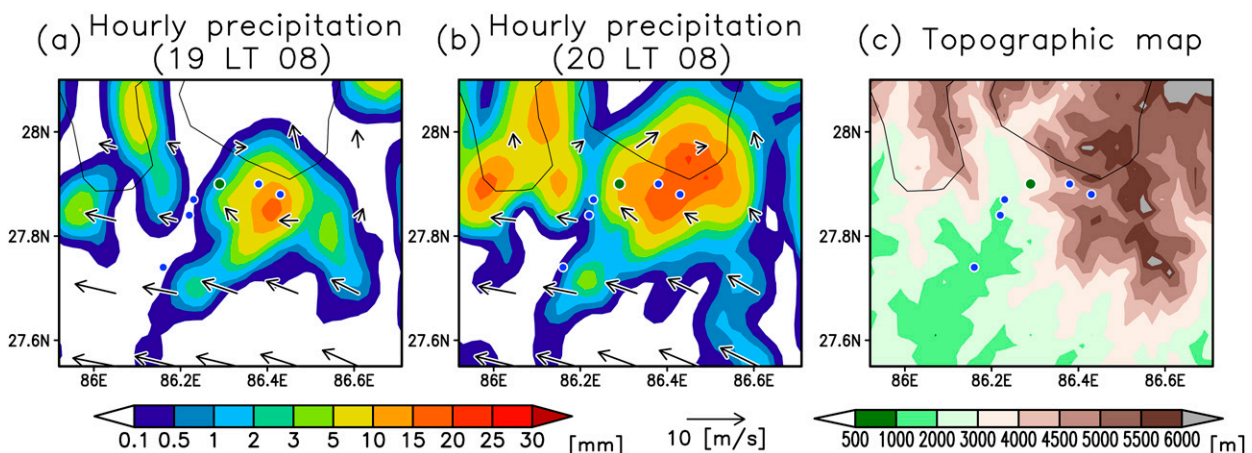 (a) Hourly precipitation
(19 LT 08)
(b) Hourly precipitation
(20 LT 08)
(c) Topographic map
28N
27.8N
27.6N
86E 86.2E 86.4E 86.6E
28N
27.8N
27.6N
86E 86.2E 86.4E 86.6E
28N
27.8N
27.6N
86E 86.2E 86.4E 86.6E
0.1 0.5 1 2 3 5 10 15 20 25 30 [mm]
10 [m/s]
500 1000 2000 3000 4000 4500 5000 5500 6000 [m]